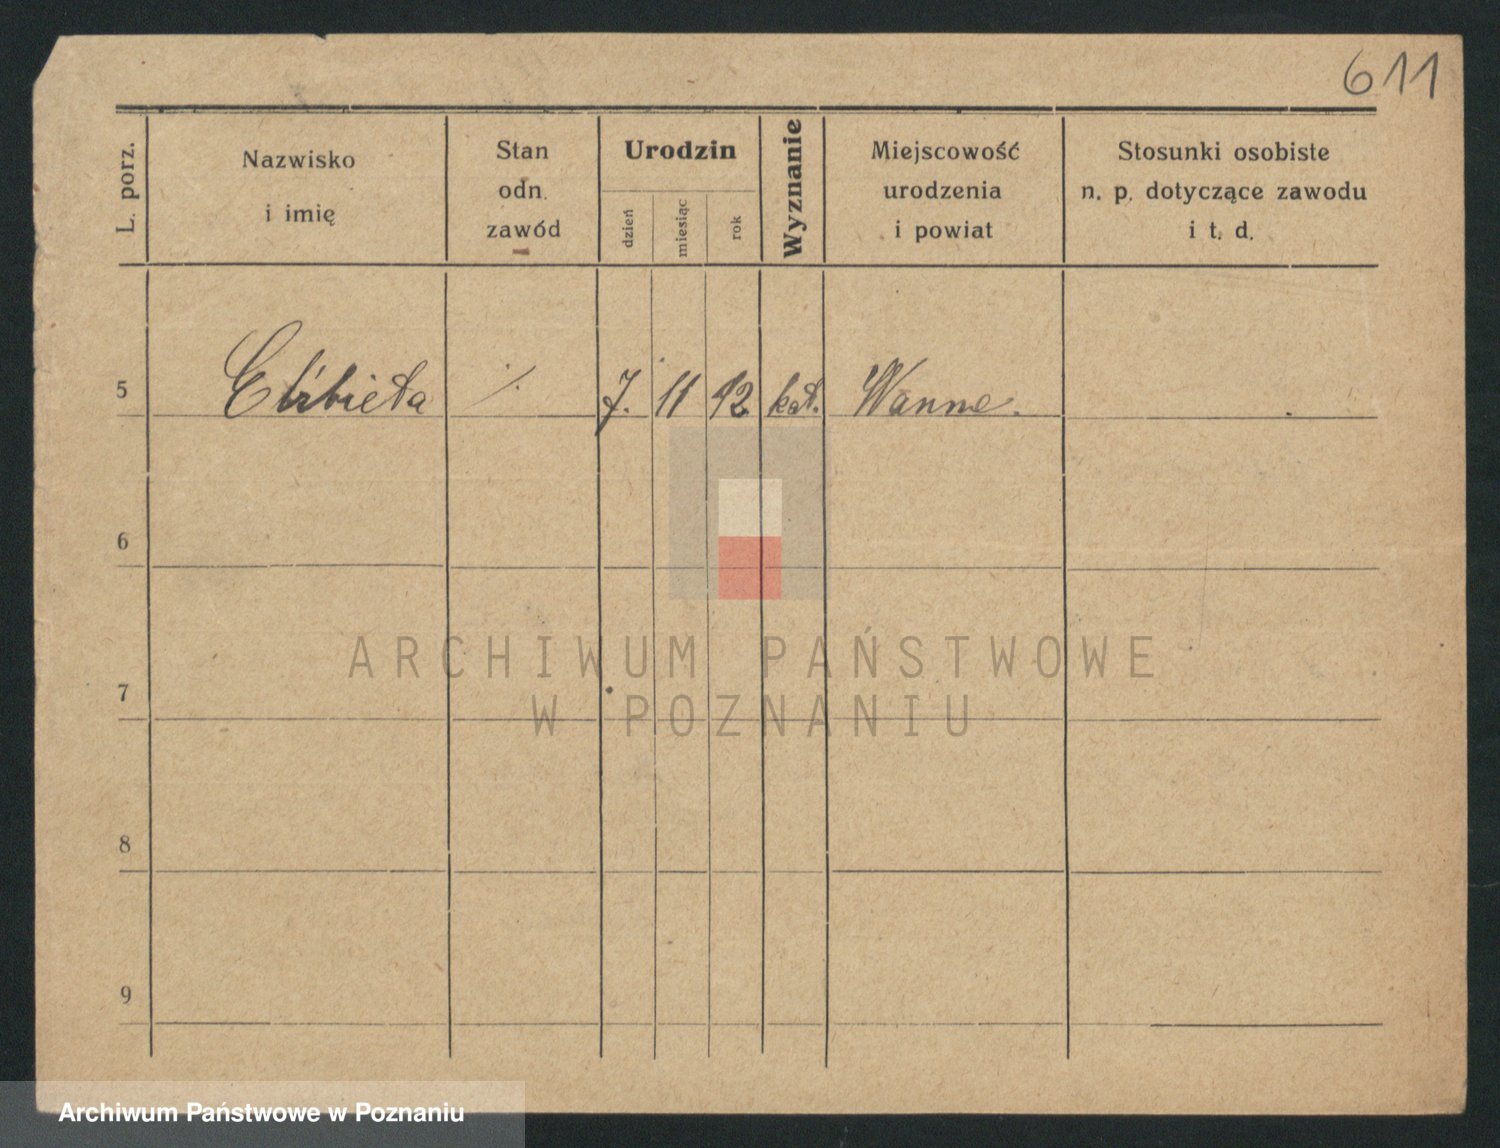 611
L. porz.
Nazwisko
i imię
Stan
odn.
zawód
Urodzin
dzień
miesiąc
rok
Wyznanie
Miejscowość
urodzenia
i powiat
Stosunki osobiste
n. p. dotyczące zawodu
i t. d.
5 Elżbieta ·/. 7. 11 12 kat. Wanne.
6
7
8
9
ARCHIWUM PAŃSTWOWE
W POZNANIU
Archiwum Państwowe w Poznaniu